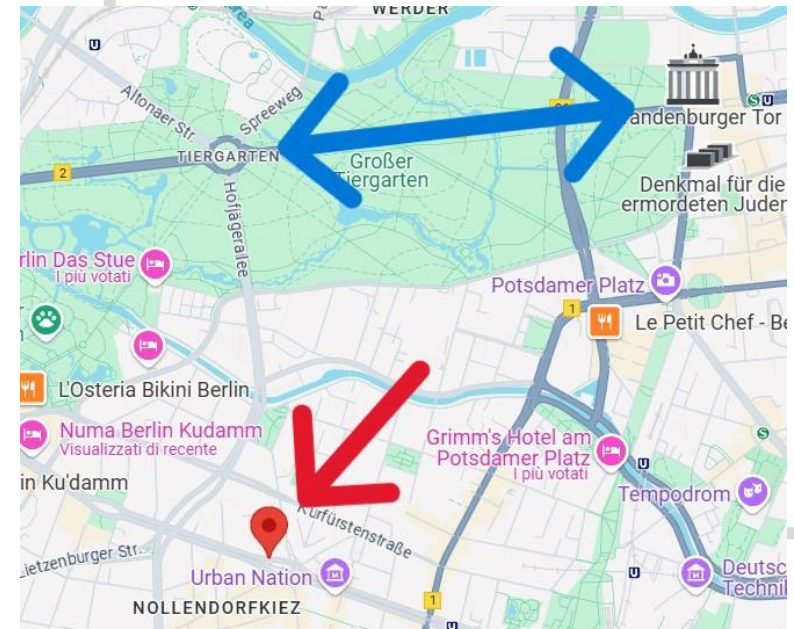 WERDER
U
Altonaer Str.
Spreeweg
SU
andenburger Tor
TIERGARTEN
2
Großer
Tiergarten
Denkmal für die
ermordeten Juden
Hofjägerallee
rlin Das Stue
I più votati
Potsdamer Platz
1
Le Petit Chef - Be
L'Osteria Bikini Berlin
Numa Berlin Kudamm
Visualizzati di recente
Grimm's Hotel am
Potsdamer Platz
I più votati
S
in Ku'damm
U
Tempodrom
Kurfürstenstraße
Lietzenburger Str.
Urban Nation
U
Deutsc
Techni
NOLLENDORFKIEZ
1
U